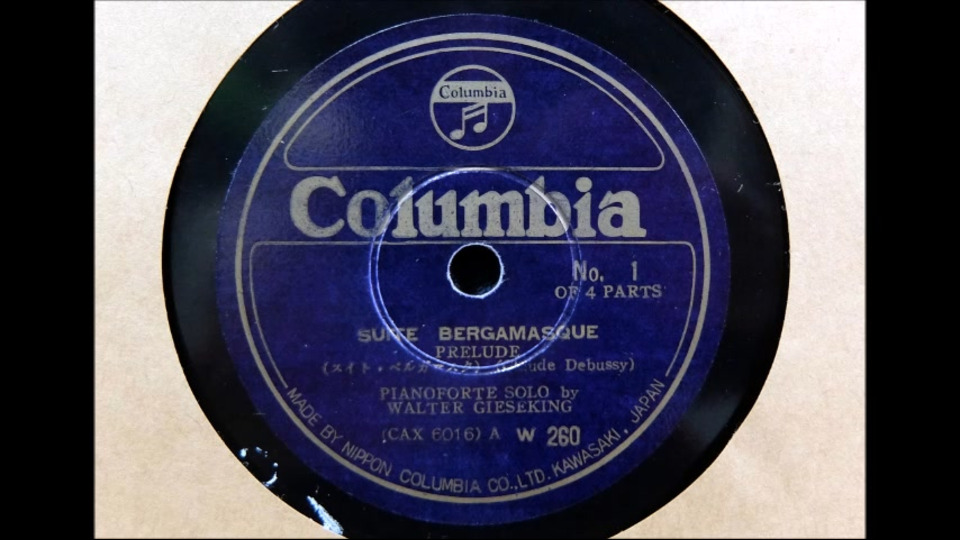 Columbia
Columbia
No. 1
OF 4 PARTS
SUITE BERGAMASQUE
PRELUDE
(スイト・ベルガマスク) (Claude Debussy)
PIANOFORTE SOLO by
WALTER GIESEKING
(CAX 6016) A W 260
MADE BY NIPPON COLUMBIA CO., LTD. KAWASAKI, JAPAN